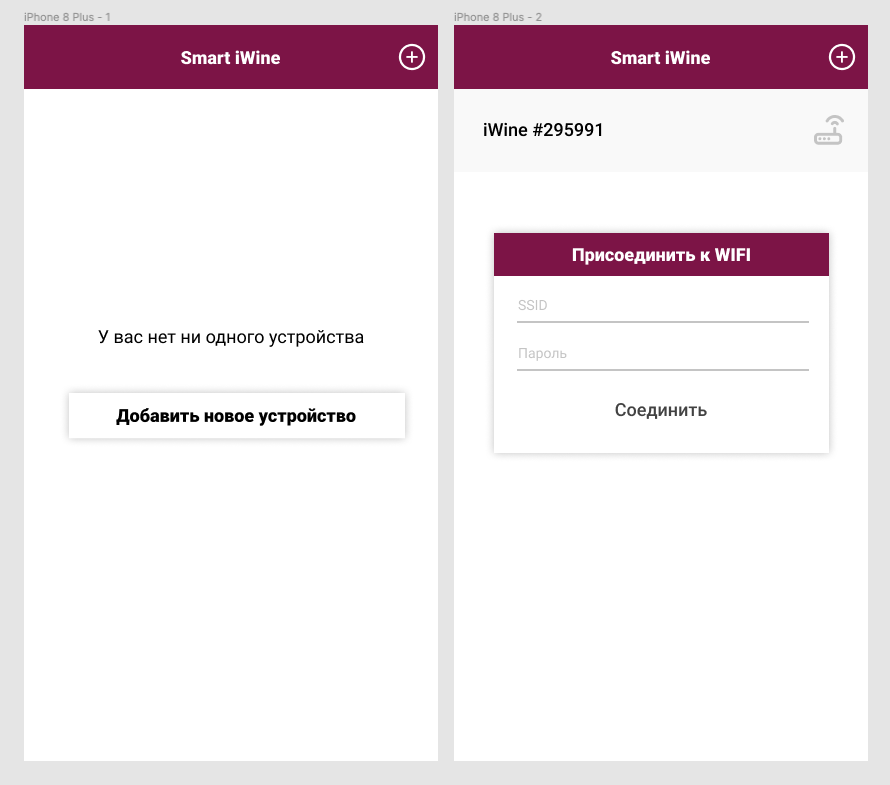 iPhone 8 Plus - 1
Smart iWine
У вас нет ни одного устройства
Добавить новое устройство
iPhone 8 Plus - 2
Smart iWine
iWine #295991
Присоединить к WIFI
SSID
Пароль
Соединить